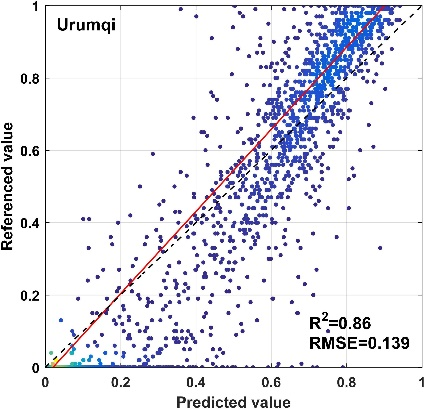 Urumqi
1
0.8
0.6
0.4
0.2
0
Referenced value
R²=0.86
RMSE=0.139
0 0.2 0.4 0.6 0.8 1
Predicted value